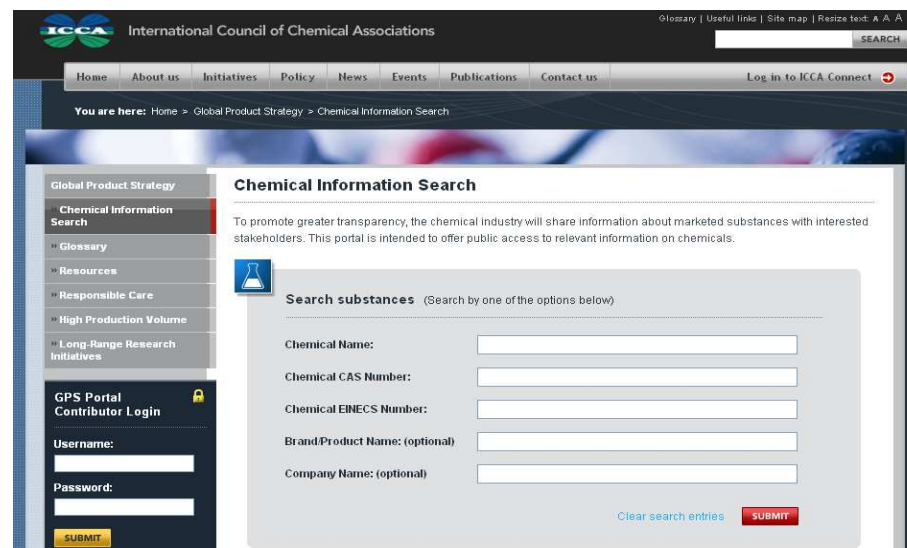 Glossary | Useful links | Site map | Resize text: A A A
ICCA
International Council of Chemical Associations
SEARCH
Home About us Initiatives Policy News Events Publications Contact us Log in to ICCA Connect
You are here: Home > Global Product Strategy > Chemical Information Search
Global Product Strategy
» Chemical Information
Search
» Glossary
» Resources
» Responsible Care
» High Production Volume
» Long-Range Research
Initiatives
GPS Portal
Contributor Login
Username:
Password:
SUBMIT
Chemical Information Search
To promote greater transparency, the chemical industry will share information about marketed substances with interested
stakeholders. This portal is intended to offer public access to relevant information on chemicals.
Search substances (Search by one of the options below)
Chemical Name:
Chemical CAS Number:
Chemical EINECS Number:
Brand/Product Name: (optional)
Company Name: (optional)
Clear search entries SUBMIT